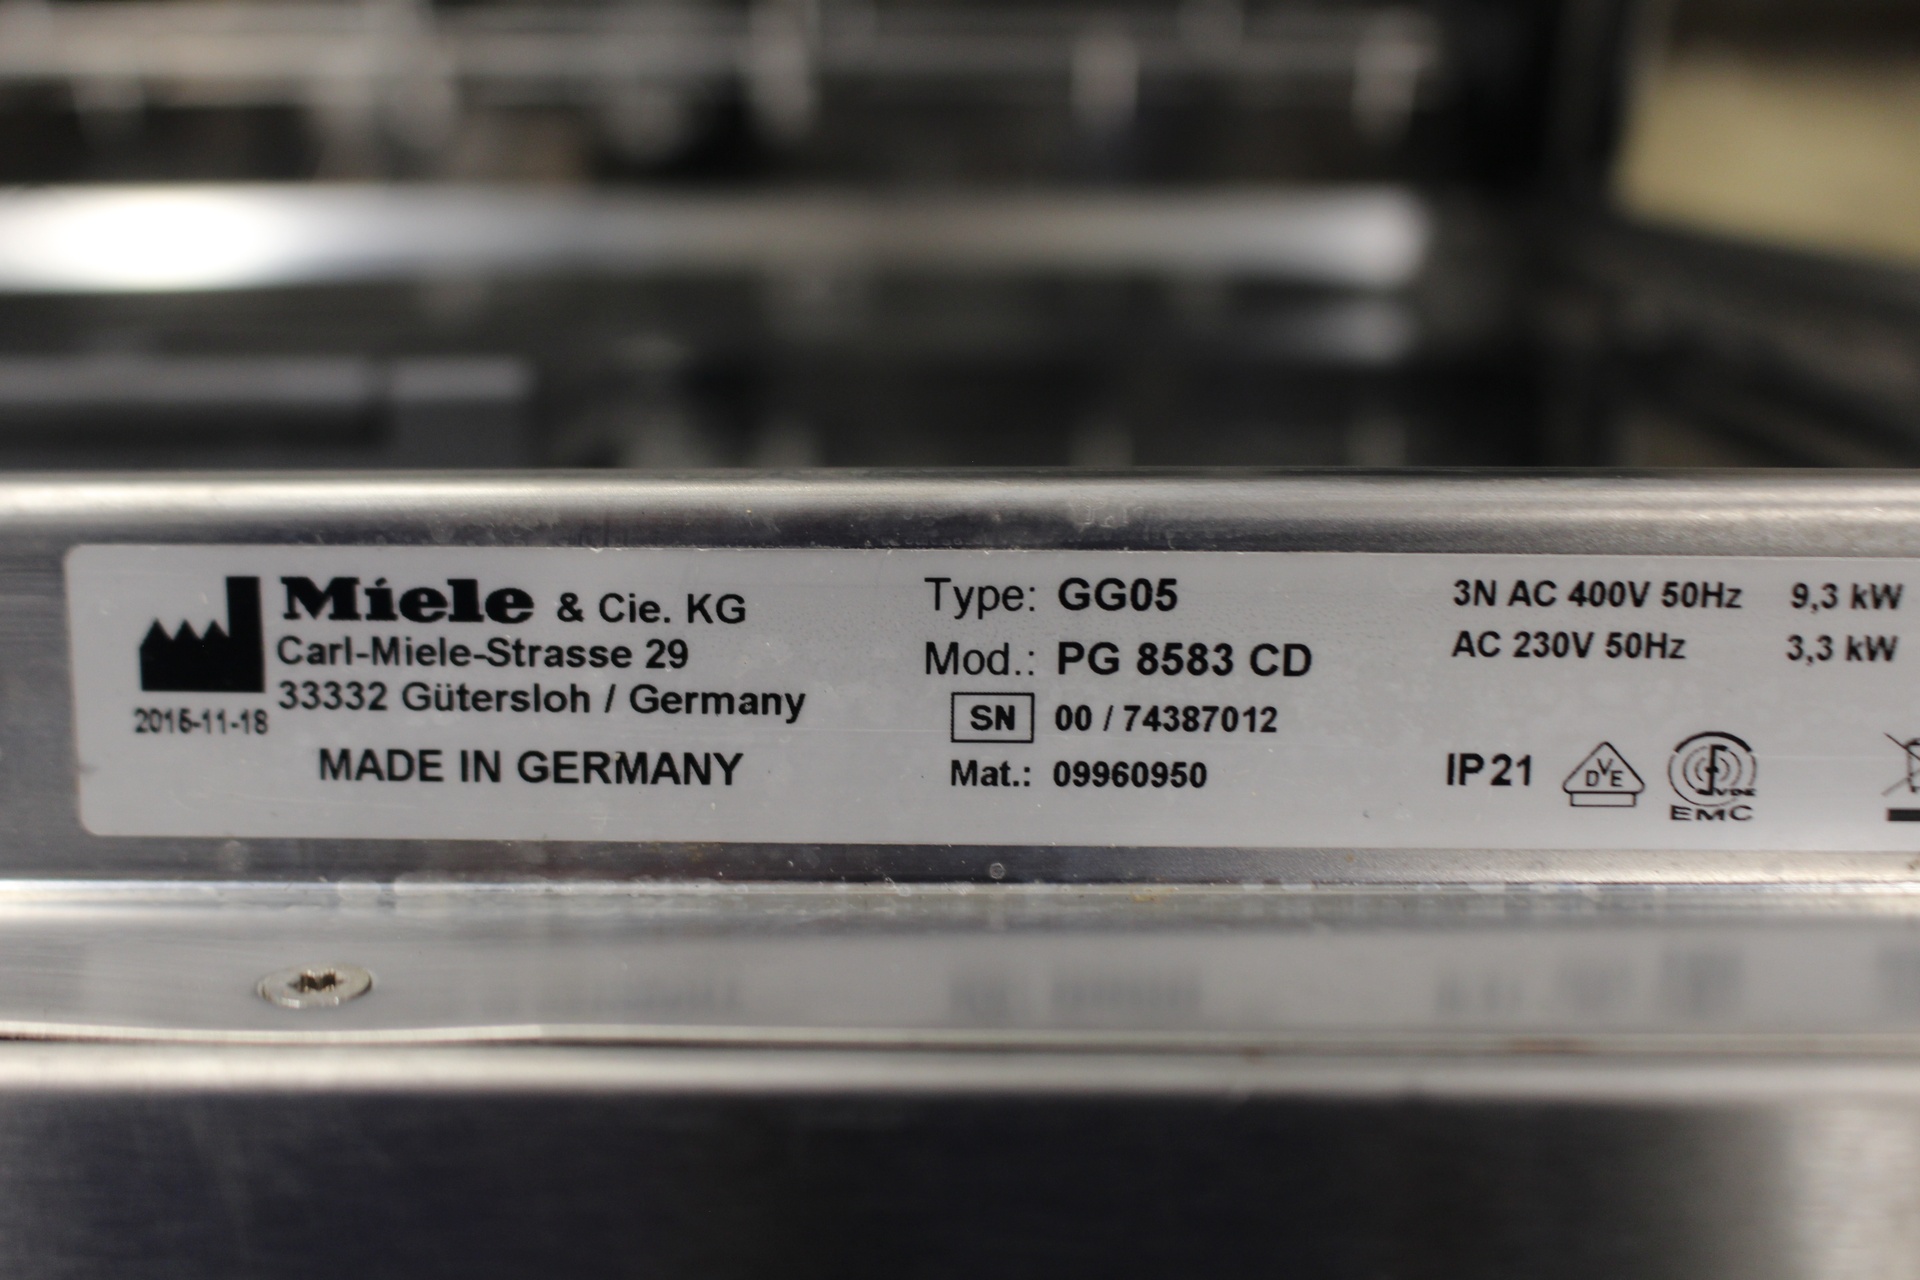 Miele & Cie. KG
Carl-Miele-Strasse 29
33332 Gütersloh / Germany
2016-11-18
MADE IN GERMANY
Type: GG05
Mod.: PG 8583 CD
SN 00 / 74387012
Mat.: 09960950
3N AC 400V 50Hz 9,3 kW
AC 230V 50Hz 3,3 kW
IP21
DVE
EMC